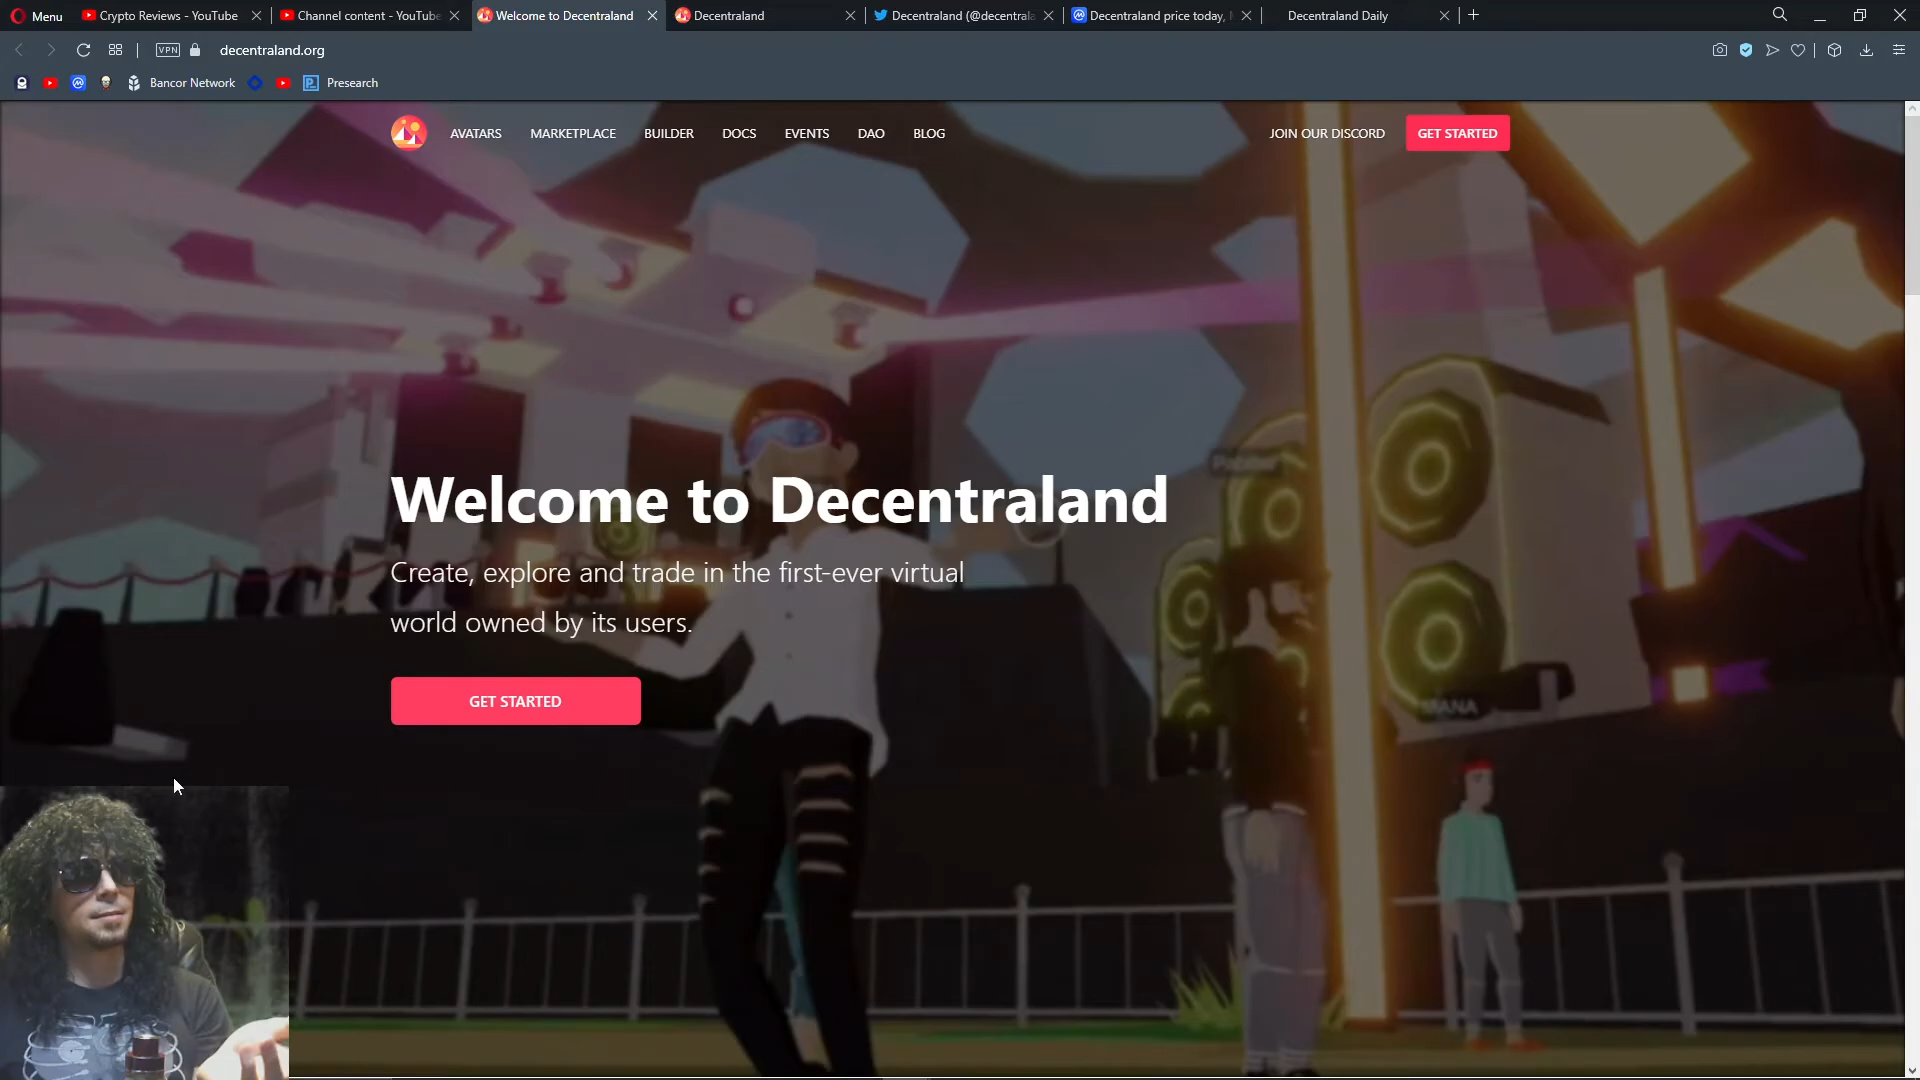 Menu
Crypto Reviews - YouTube
Channel content - YouTube
Welcome to Decentraland
Decentraland
Decentraland (@decentrala
Decentraland price today,
Decentraland Daily
VPN
decentraland.org
Bancor Network
Presearch
AVATARS
MARKETPLACE
BUILDER
DOCS
EVENTS
DAO
BLOG
JOIN OUR DISCORD
GET STARTED
Welcome to Decentraland
Create, explore and trade in the first-ever virtual
world owned by its users.
GET STARTED
MANA